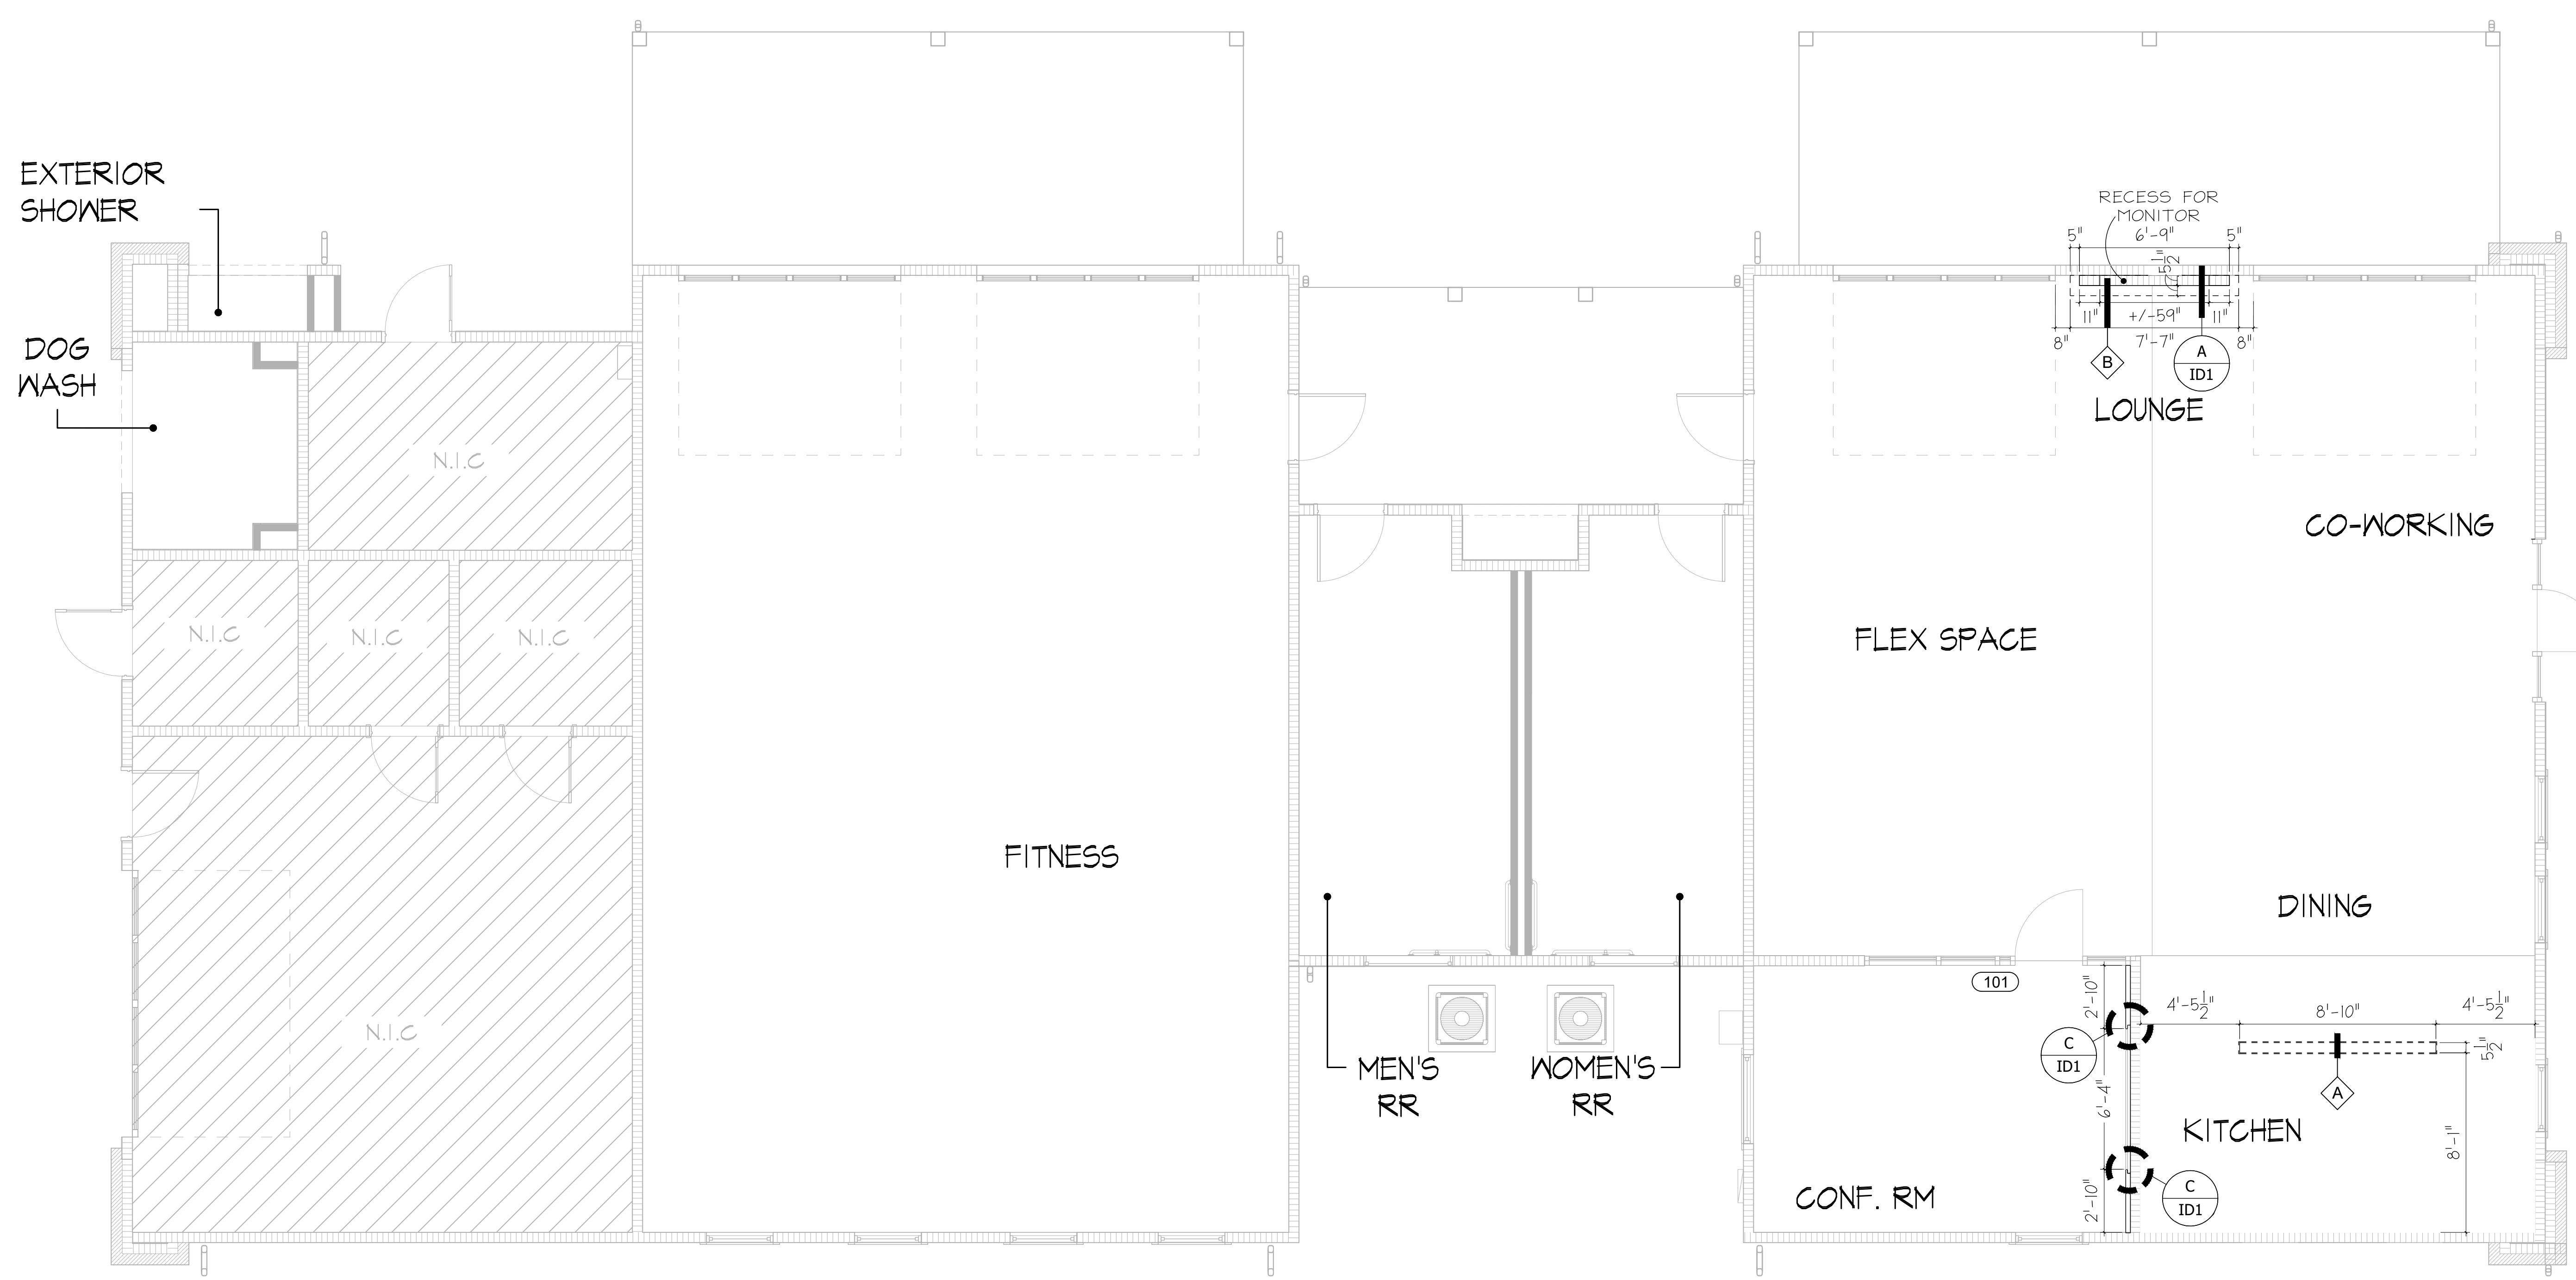 EXTERIOR
SHOWER
DOG
WASH
N.I.C
N.I.C
N.I.C
N.I.C
N.I.C
FITNESS
MEN'S
RR
WOMEN'S
RR
RECESS FOR
MONITOR
5"
6'-9"
5"
5 1/2"
11"
+/-59"
11"
8"
7'-7"
8"
B
A
ID1
LOUNGE
CO-WORKING
FLEX SPACE
DINING
101
2'-10"
C
ID1
6'-4"
2'-10"
C
ID1
CONF. RM
4'-5 1/2"
8'-10"
4'-5 1/2"
5 1/2"
A
KITCHEN
8'-1"